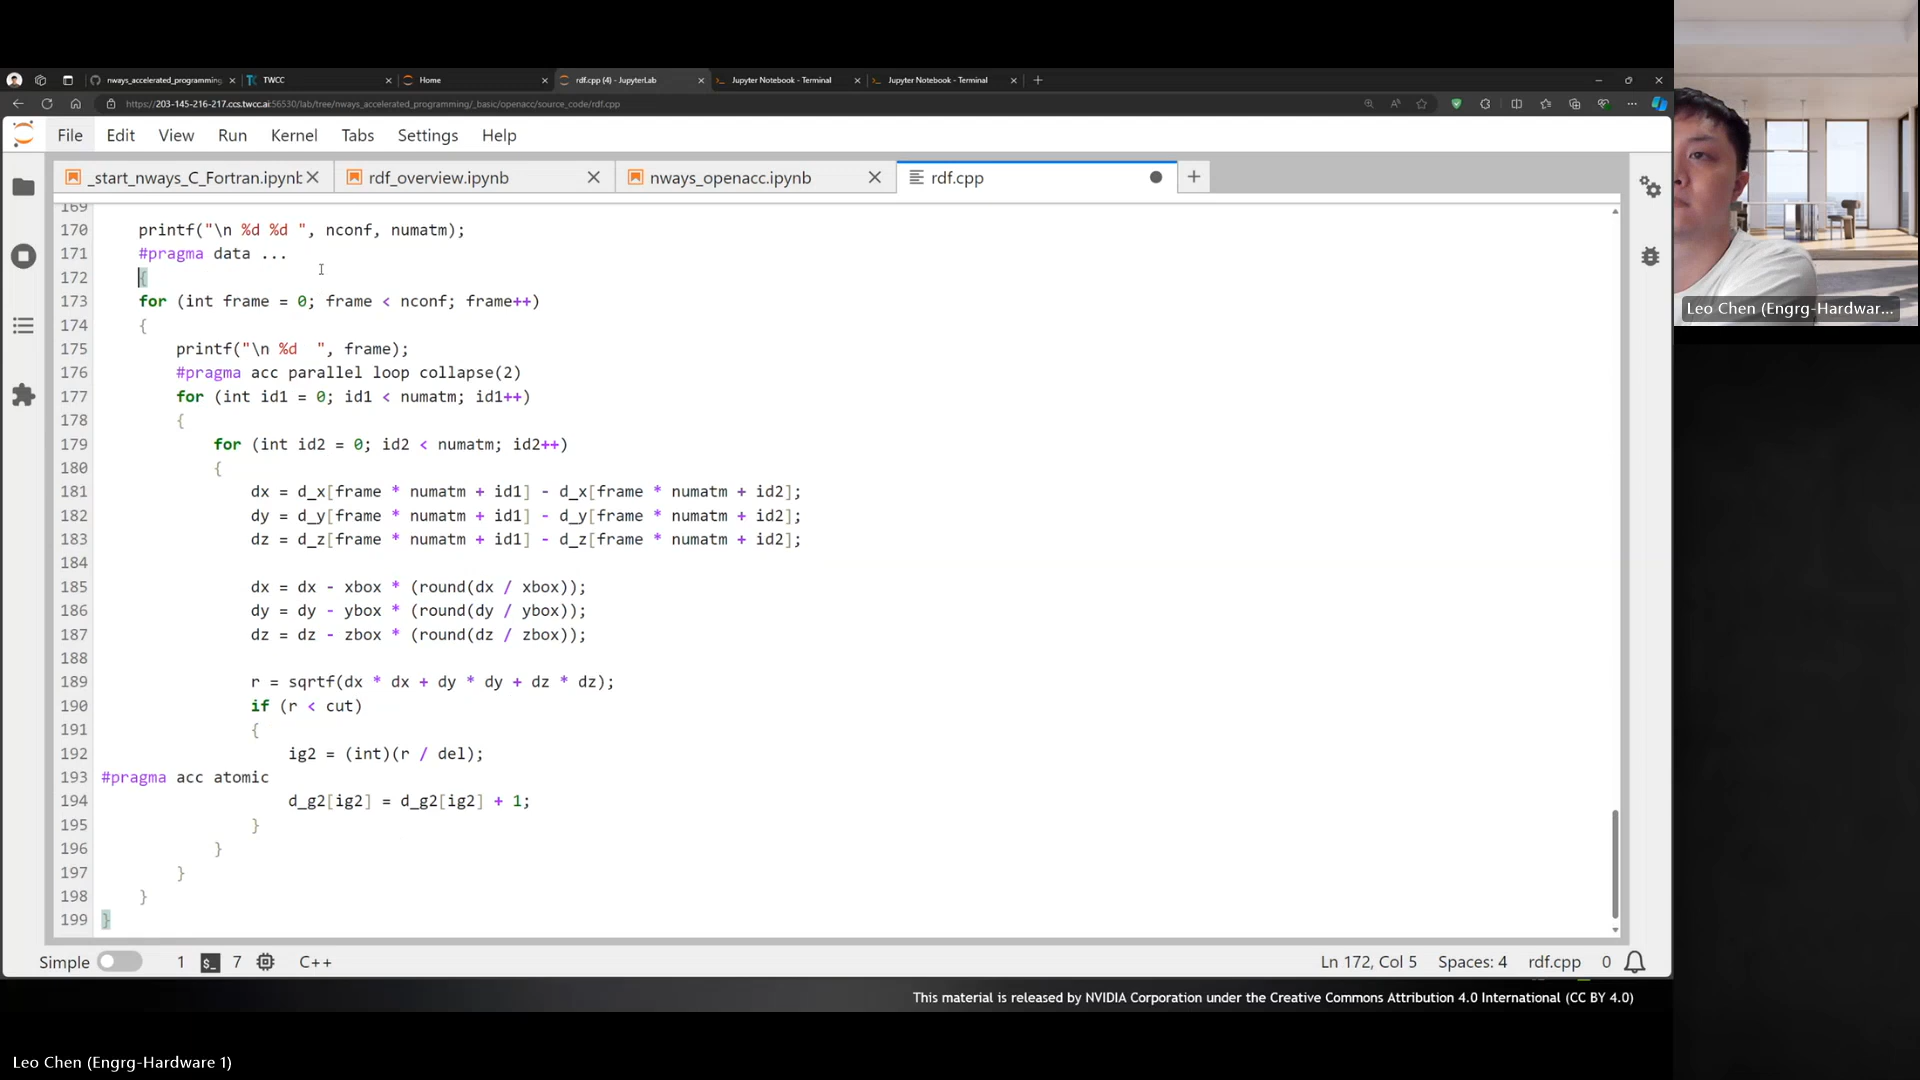 nways_accelerated_programming
TWCC
Home
rdf.cpp (4) - JupyterLab
Jupyter Notebook - Terminal
Jupyter Notebook - Terminal
https://203-145-216-217.ccs.twcc.ai:56530/lab/tree/nways_accelerated_programming/_basic/openacc/source_code/rdf.cpp
File Edit View Run Kernel Tabs Settings Help
_start_nways_C_Fortran.ipynb
rdf_overview.ipynb
nways_openacc.ipynb
rdf.cpp
169
170 printf("\n %d %d ", nconf, numatm);
171 #pragma data ...
172 {
173 for (int frame = 0; frame < nconf; frame++)
174 {
175 printf("\n %d  ", frame);
176 #pragma acc parallel loop collapse(2)
177 for (int id1 = 0; id1 < numatm; id1++)
178 {
179 for (int id2 = 0; id2 < numatm; id2++)
180 {
181 dx = d_x[frame * numatm + id1] - d_x[frame * numatm + id2];
182 dy = d_y[frame * numatm + id1] - d_y[frame * numatm + id2];
183 dz = d_z[frame * numatm + id1] - d_z[frame * numatm + id2];
184
185 dx = dx - xbox * (round(dx / xbox));
186 dy = dy - ybox * (round(dy / ybox));
187 dz = dz - zbox * (round(dz / zbox));
188
189 r = sqrtf(dx * dx + dy * dy + dz * dz);
190 if (r < cut)
191 {
192 ig2 = (int)(r / del);
193 #pragma acc atomic
194 d_g2[ig2] = d_g2[ig2] + 1;
195 }
196 }
197 }
198 }
199 }
Simple 1 7 C++ Ln 172, Col 5 Spaces: 4 rdf.cpp 0
This material is released by NVIDIA Corporation under the Creative Commons Attribution 4.0 International (CC BY 4.0)
Leo Chen (Engrg-Hardwar...
Leo Chen (Engrg-Hardware 1)